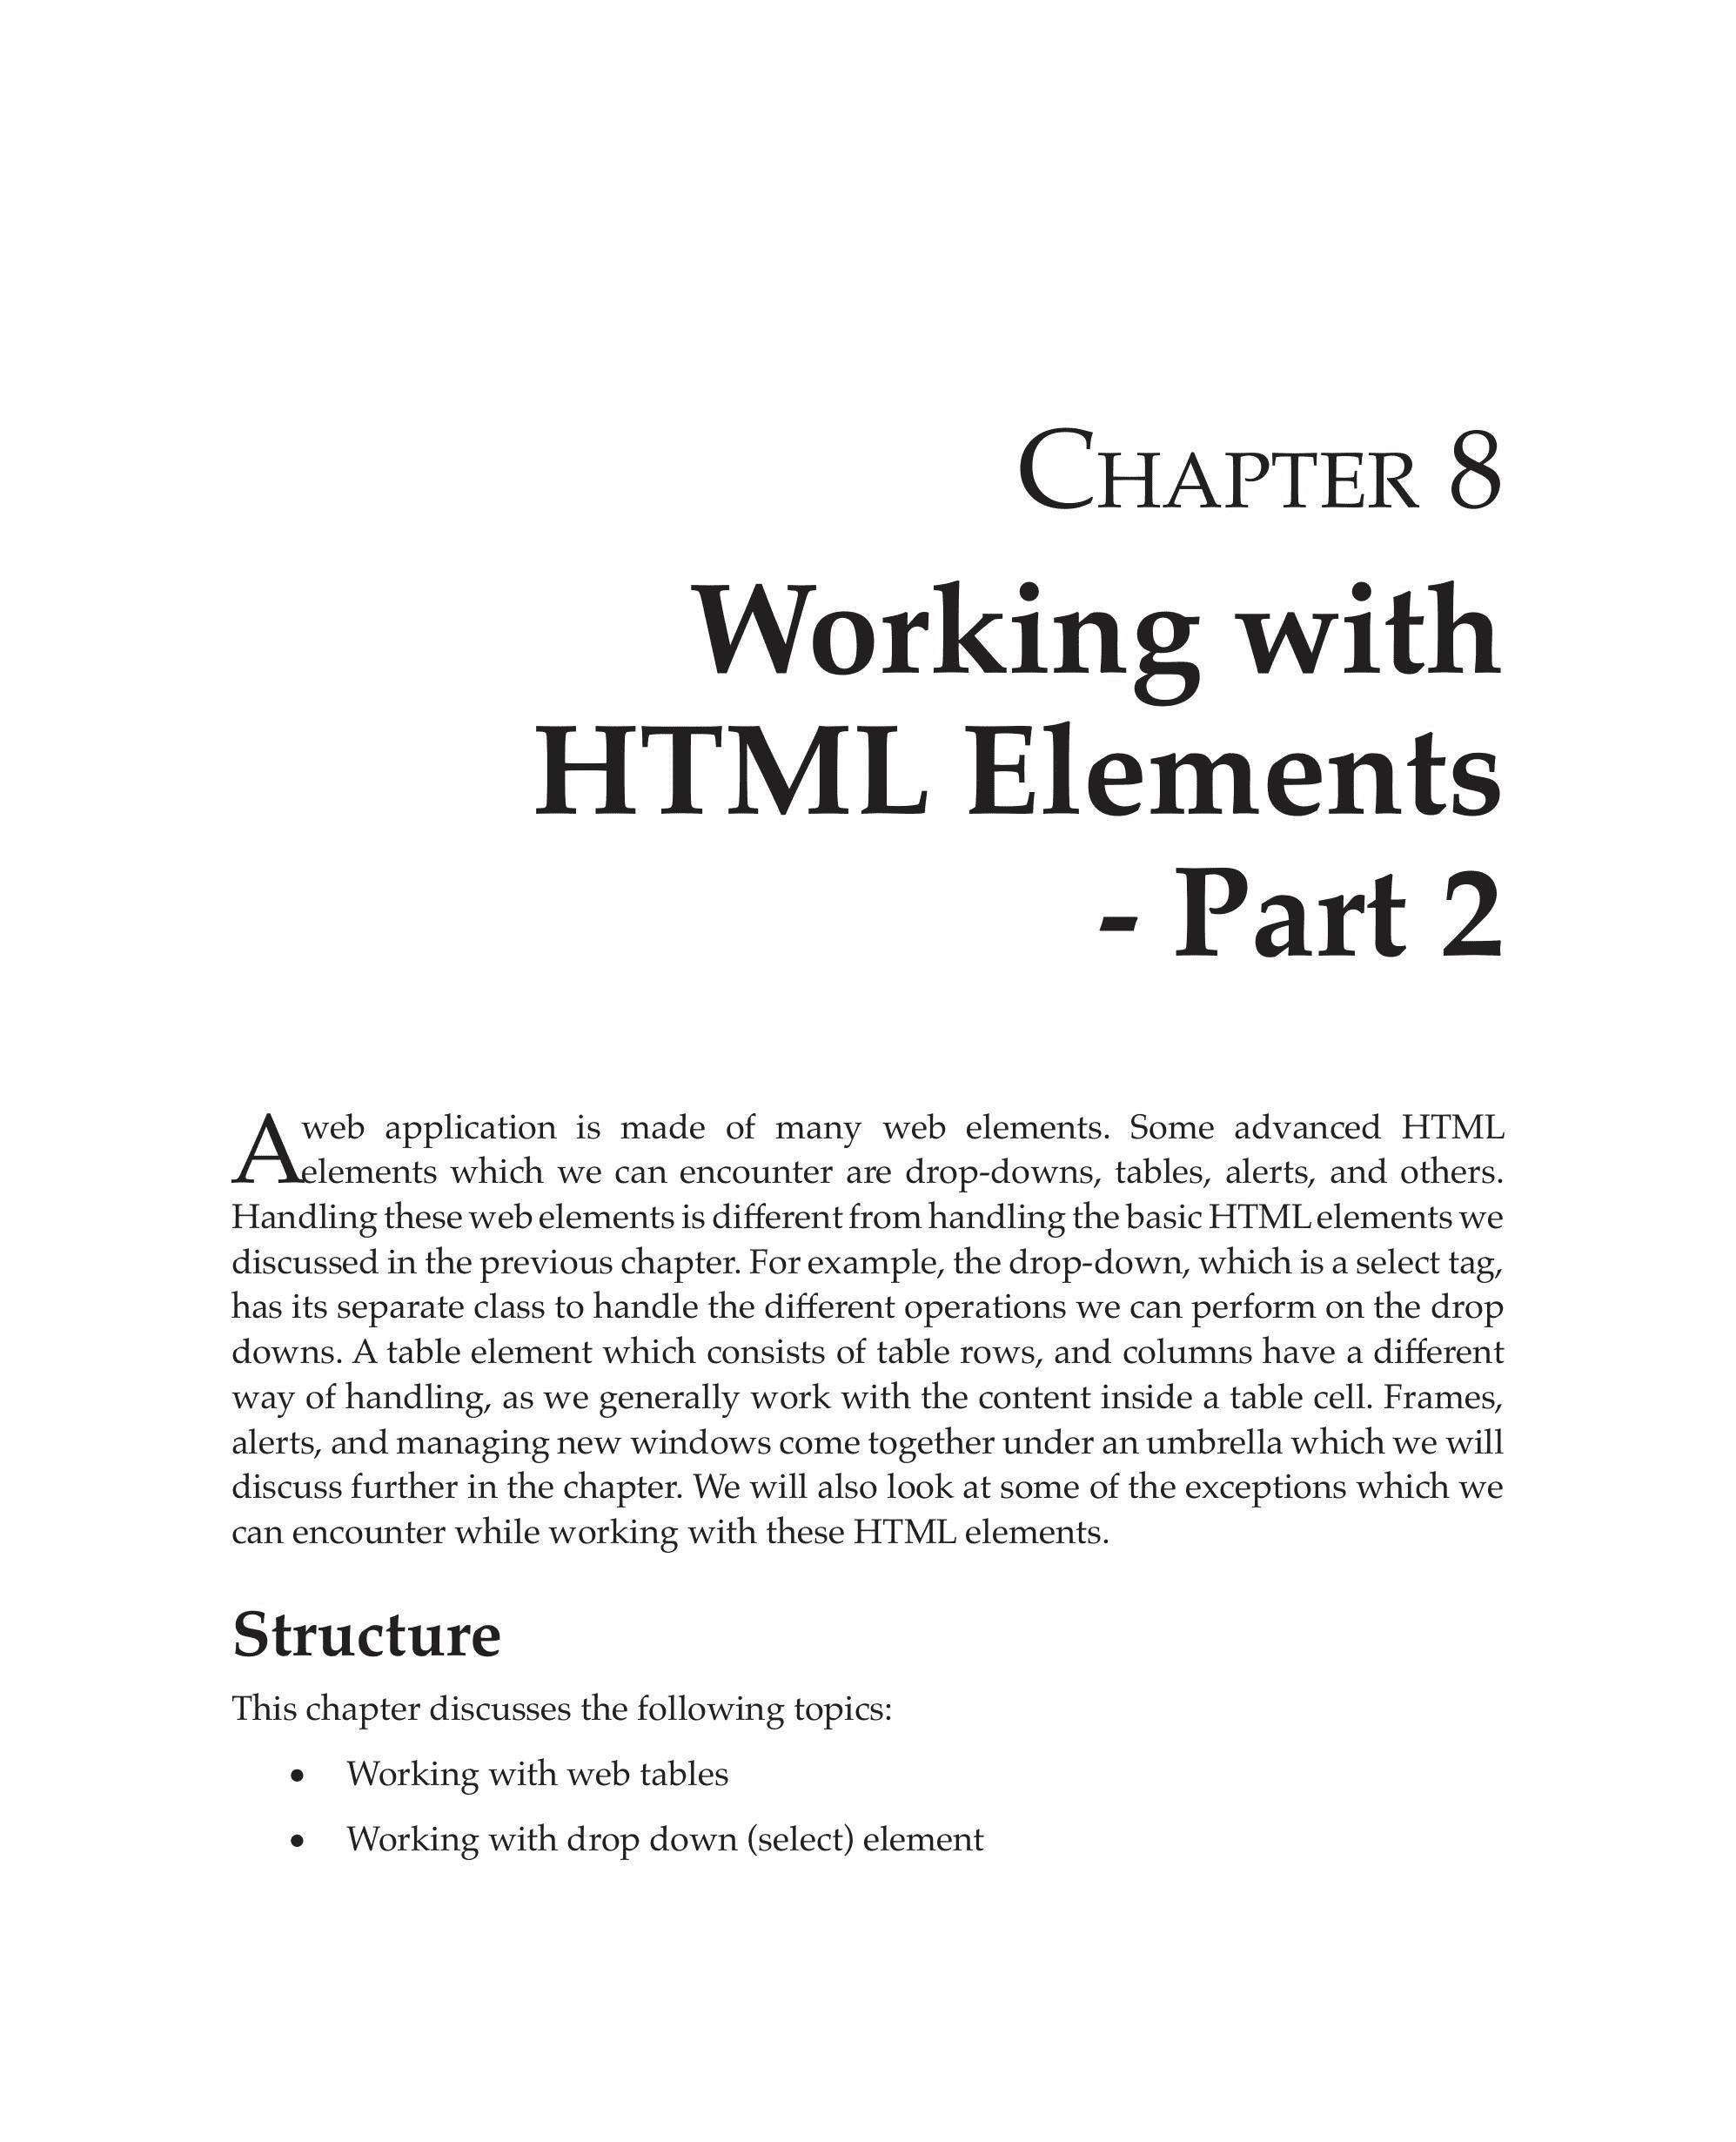 CHAPTER 8
Working with
HTML Elements
- Part 2
A web application is made of many web elements. Some advanced HTML
elements which we can encounter are drop-downs, tables, alerts, and others.
Handling these web elements is different from handling the basic HTML elements we
discussed in the previous chapter. For example, the drop-down, which is a select tag,
has its separate class to handle the different operations we can perform on the drop
downs. A table element which consists of table rows, and columns have a different
way of handling, as we generally work with the content inside a table cell. Frames,
alerts, and managing new windows come together under an umbrella which we will
discuss further in the chapter. We will also look at some of the exceptions which we
can encounter while working with these HTML elements.
Structure
This chapter discusses the following topics:
• Working with web tables
• Working with drop down (select) element